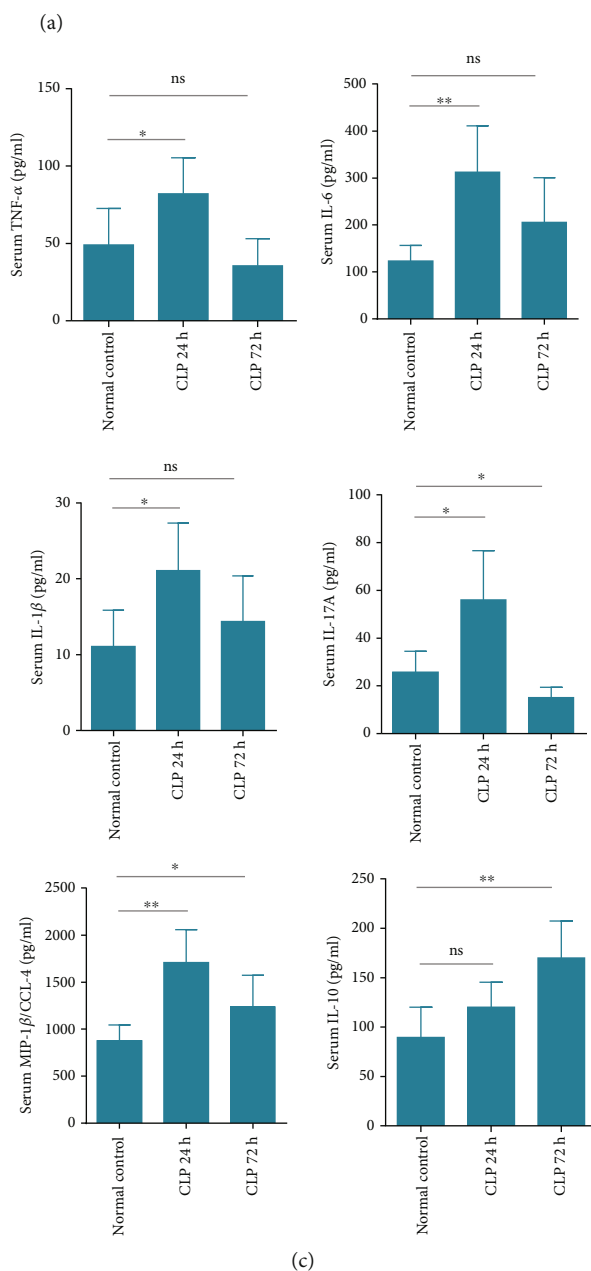 (a)
ns
*
150
100
50
0
Serum TNF-α (pg/ml)
Normal control
CLP 24 h
CLP 72 h
ns
**
500
400
300
200
100
0
Serum IL-6 (pg/ml)
Normal control
CLP 24 h
CLP 72 h
ns
*
30
20
10
0
Serum IL-1β (pg/ml)
Normal control
CLP 24 h
CLP 72 h
*
*
100
80
60
40
20
0
Serum IL-17A (pg/ml)
Normal control
CLP 24 h
CLP 72 h
*
**
2500
2000
1500
1000
500
0
Serum MIP-1β/CCL-4 (pg/ml)
Normal control
CLP 24 h
CLP 72 h
**
ns
250
200
150
100
50
0
Serum IL-10 (pg/ml)
Normal control
CLP 24 h
CLP 72 h
(c)